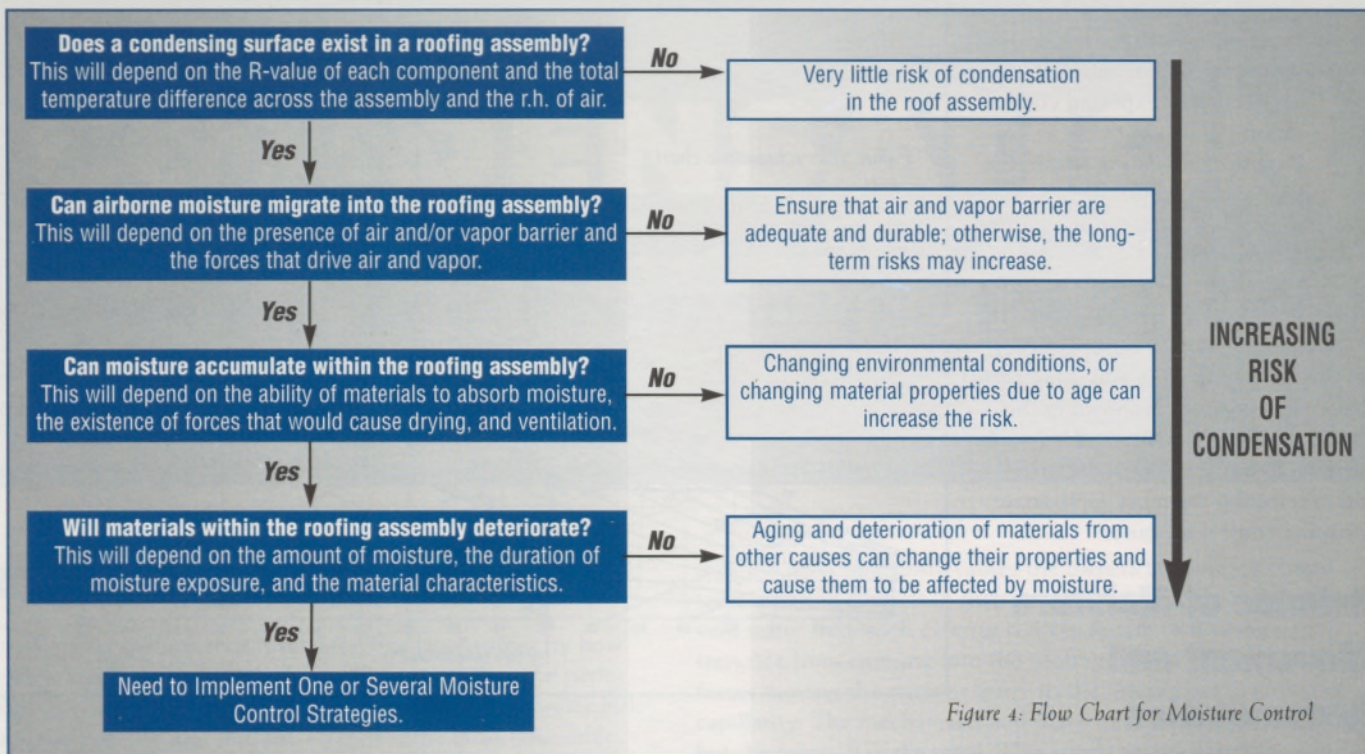 Does a condensing surface exist in a roofing assembly?
This will depend on the R-value of each component and the total
temperature difference across the assembly and the r.h. of air.
No
Very little risk of condensation
in the roof assembly.
Yes
Can airborne moisture migrate into the roofing assembly?
This will depend on the presence of air and/or vapor barrier and
the forces that drive air and vapor.
No
Ensure that air and vapor barrier are
adequate and durable; otherwise, the long-
term risks may increase.
Yes
Can moisture accumulate within the roofing assembly?
This will depend on the ability of materials to absorb moisture,
the existence of forces that would cause drying, and ventilation.
No
Changing environmental conditions, or
changing material properties due to age can
increase the risk.
Yes
Will materials within the roofing assembly deteriorate?
This will depend on the amount of moisture, the duration of
moisture exposure, and the material characteristics.
No
Aging and deterioration of materials from
other causes can change their properties and
cause them to be affected by moisture.
Yes
Need to Implement One or Several Moisture
Control Strategies.
INCREASING
RISK
OF
CONDENSATION
Figure 4: Flow Chart for Moisture Control